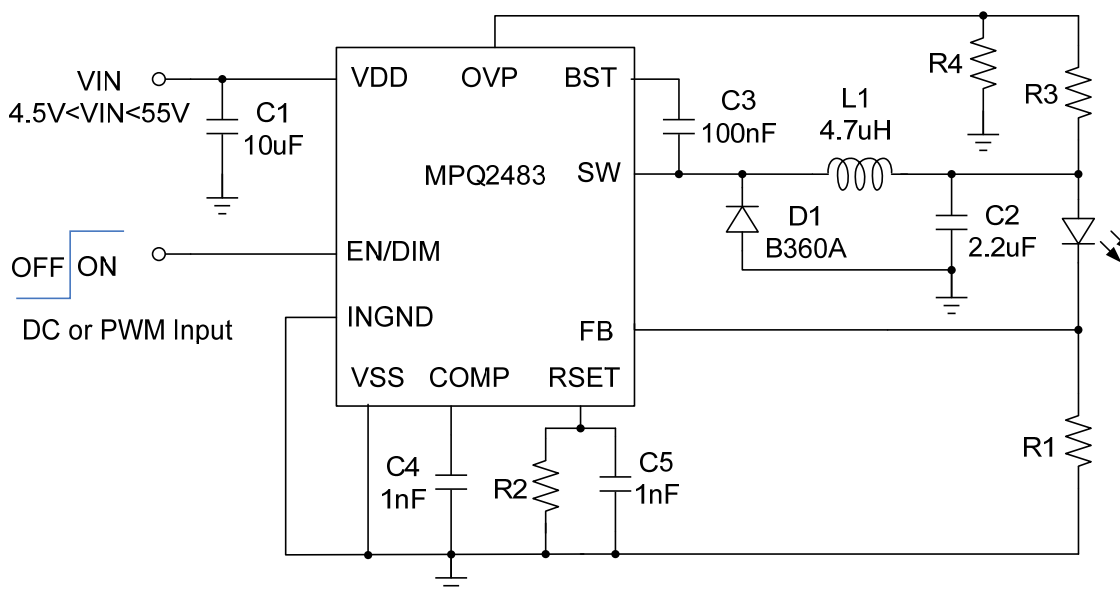 VIN
4.5V<VIN<55V
C1
10uF
VDD
OVP
BST
MPQ2483
SW
C3
100nF
L1
4.7uH
R4
R3
D1
B360A
C2
2.2uF
OFF
ON
DC or PWM Input
EN/DIM
INGND
FB
VSS
COMP
RSET
C4
1nF
R2
C5
1nF
R1